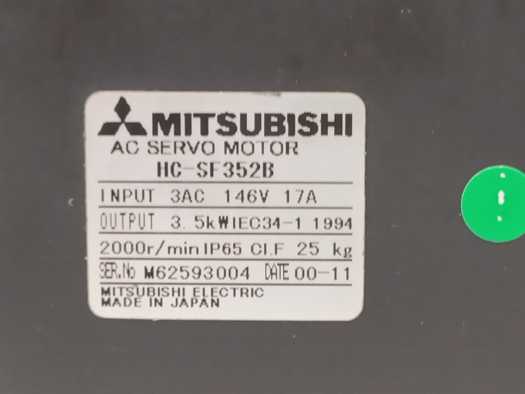 MITSUBISHI
AC SERVO MOTOR
HC-SF352B
INPUT 3AC 146V 17A
OUTPUT 3.5kW IEC34-1 1994
2000r/min IP65 CI.F 25 kg
SER.No M62593004 DATE 00-11
MITSUBISHI ELECTRIC
MADE IN JAPAN